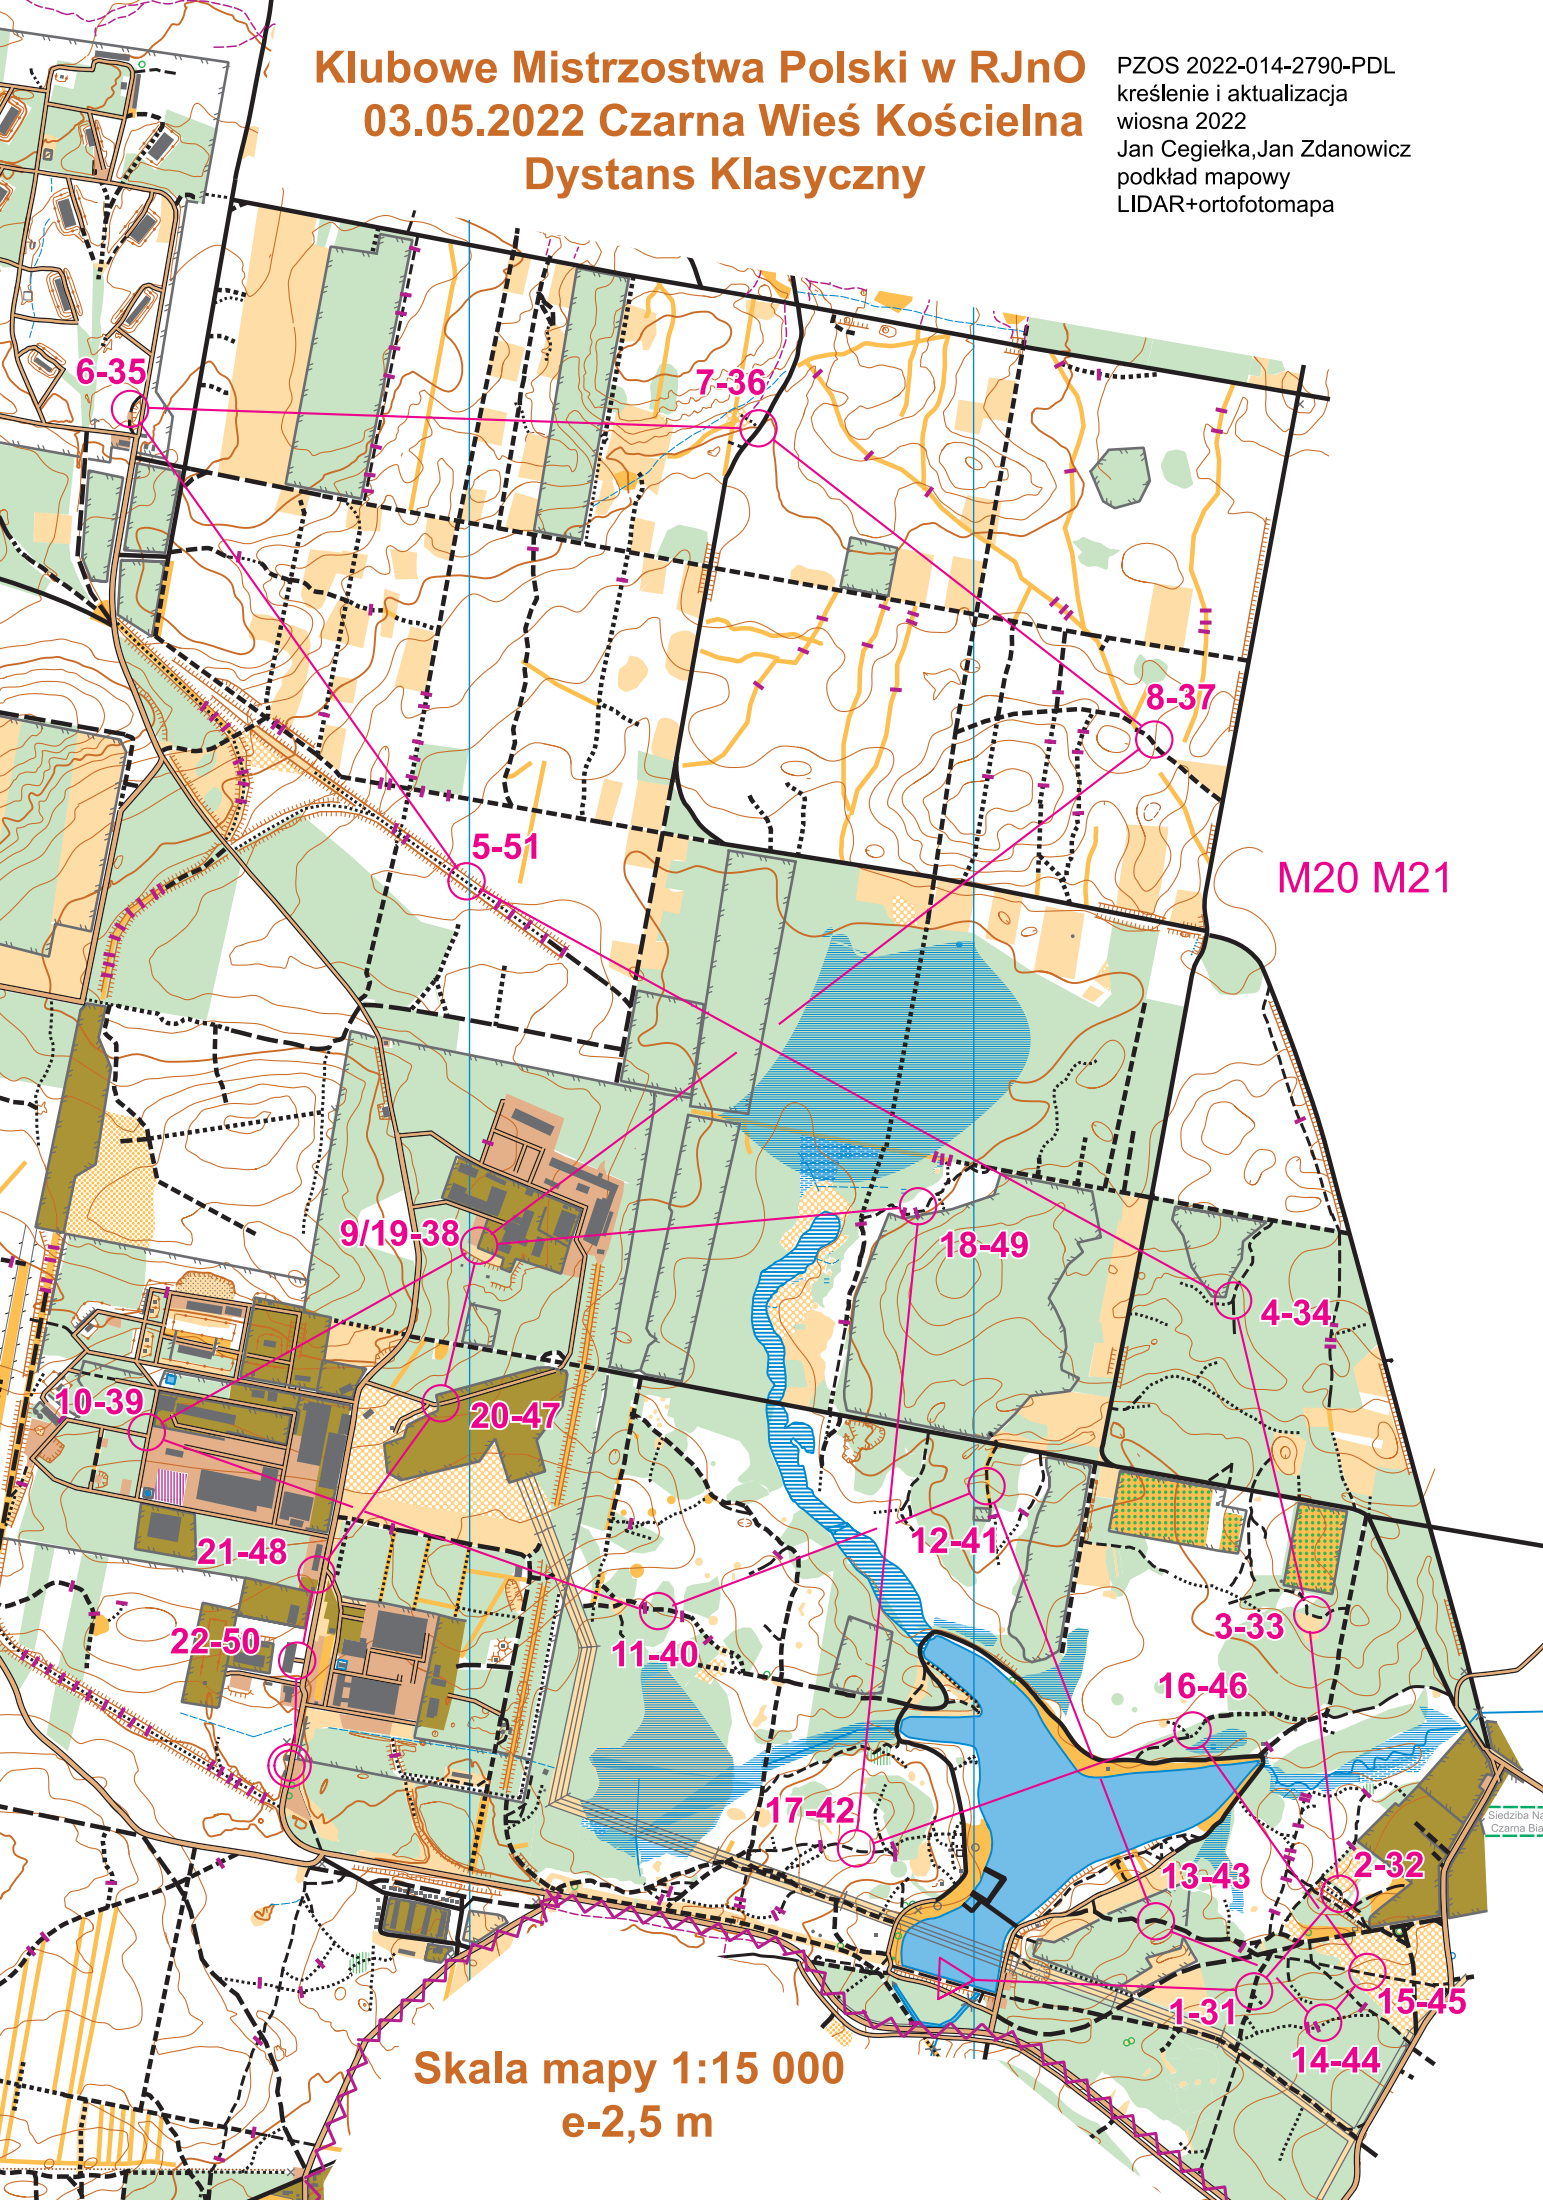 Klubowe Mistrzostwa Polski w RJnO
03.05.2022 Czarna Wieś Kościelna
Dystans Klasyczny
PZOS 2022-014-2790-PDL
kreślenie i aktualizacja
wiosna 2022
Jan Cegiełka,Jan Zdanowicz
podkład mapowy
LIDAR+ortofotomapa
6-35
7-36
8-37
5-51
M20 M21
9/19-38
18-49
4-34
10-39
20-47
12-41
21-48
3-33
22-50
11-40
16-46
17-42
Siedziba Na
Czarna Bia
13-43
2-32
1-31
15-45
14-44
Skala mapy 1:15 000
e-2,5 m